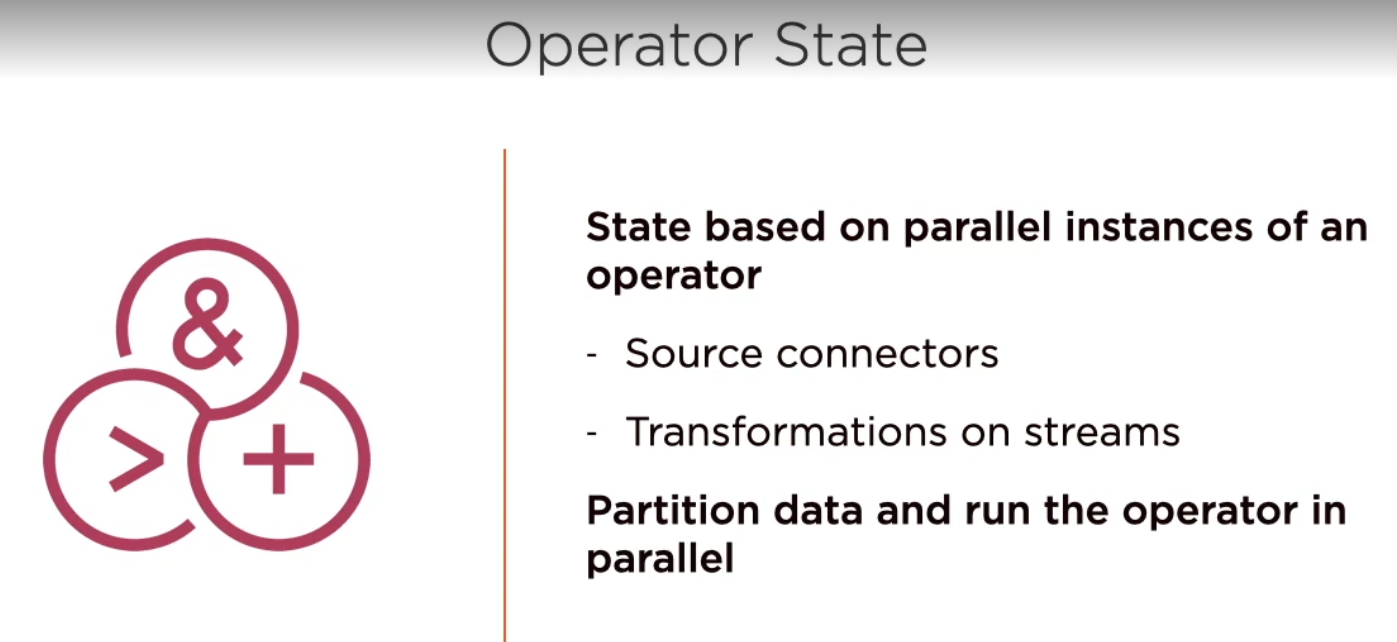 Operator State
&
>
+
State based on parallel instances of an
operator
- Source connectors
- Transformations on streams
Partition data and run the operator in
parallel